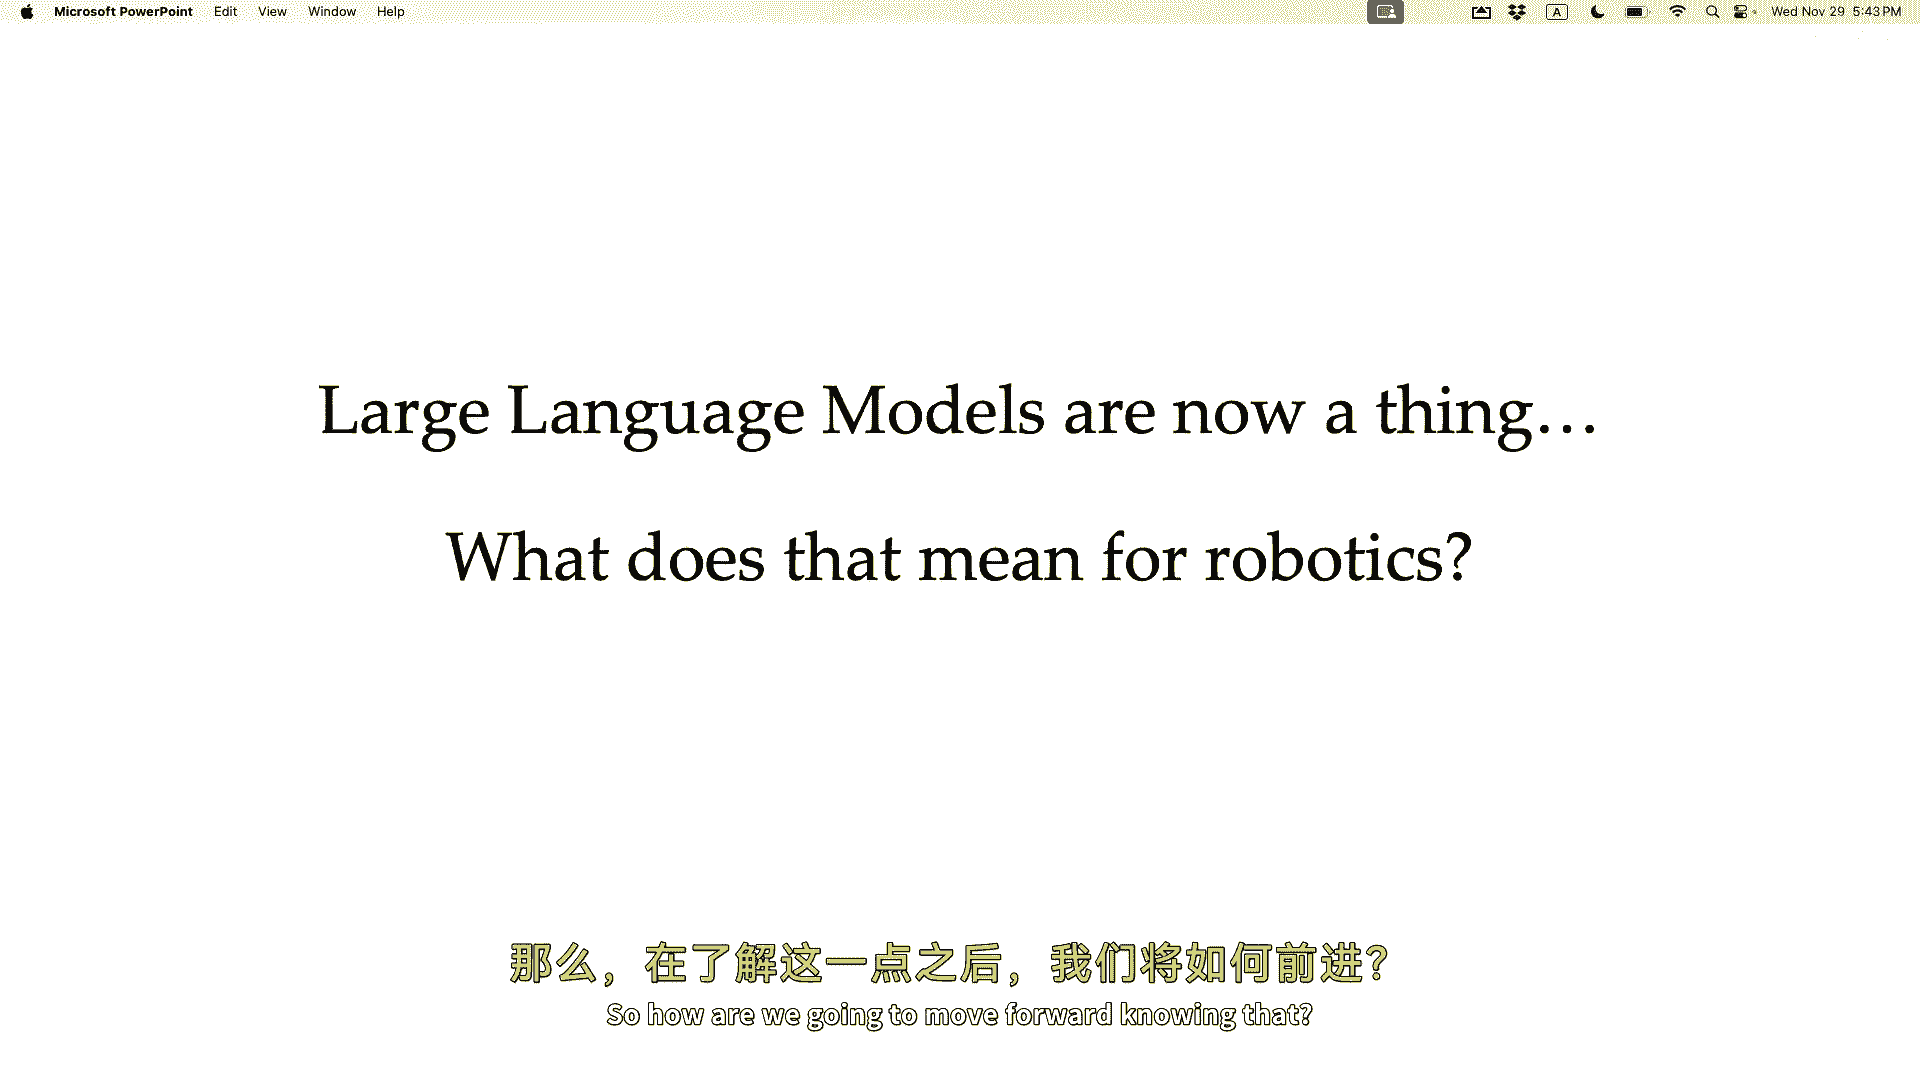 Microsoft PowerPoint Edit View Window Help A Wed Nov 29 5:43 PM
Large Language Models are now a thing…
What does that mean for robotics?
那么，在了解这一点之后，我们将如何前进？
So how are we going to move forward knowing that?